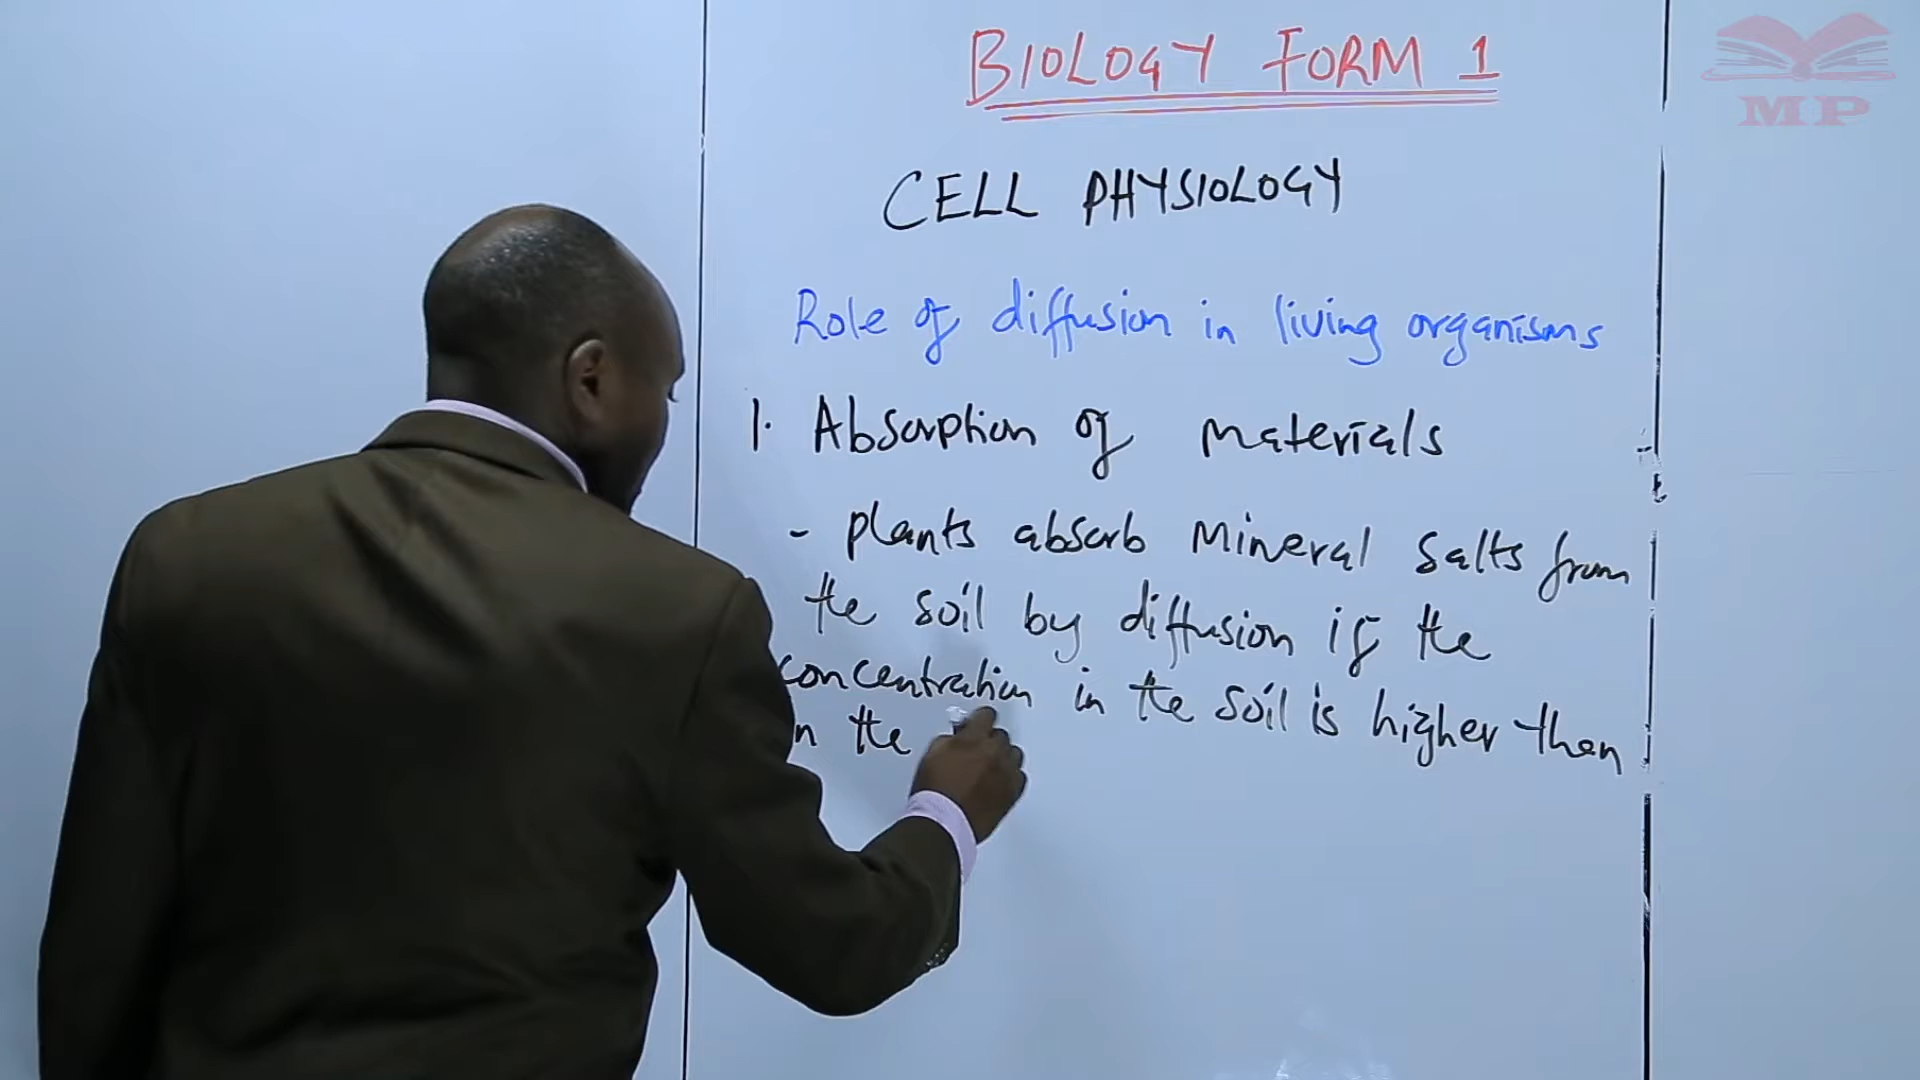 BIOLOGY FORM 1
MP
CELL PHYSIOLOGY
Role of diffusion in living organisms
1. Absorption of materials
- plants absorb mineral salts from
the soil by diffusion if the
concentration in the soil is higher than
in the